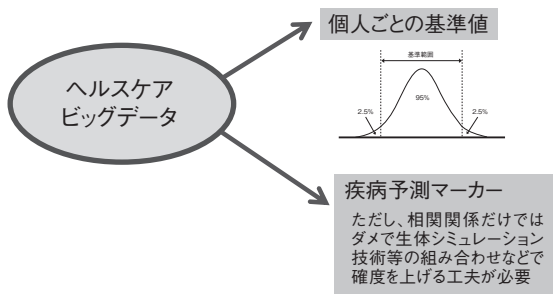 ヘルスケア
ビッグデータ
個人ごとの基準値
基準範囲
95%
2.5%
2.5%
疾病予測マーカー
ただし、相関関係だけでは
ダメで生体シミュレーション
技術等の組み合わせなどで
確度を上げる工夫が必要